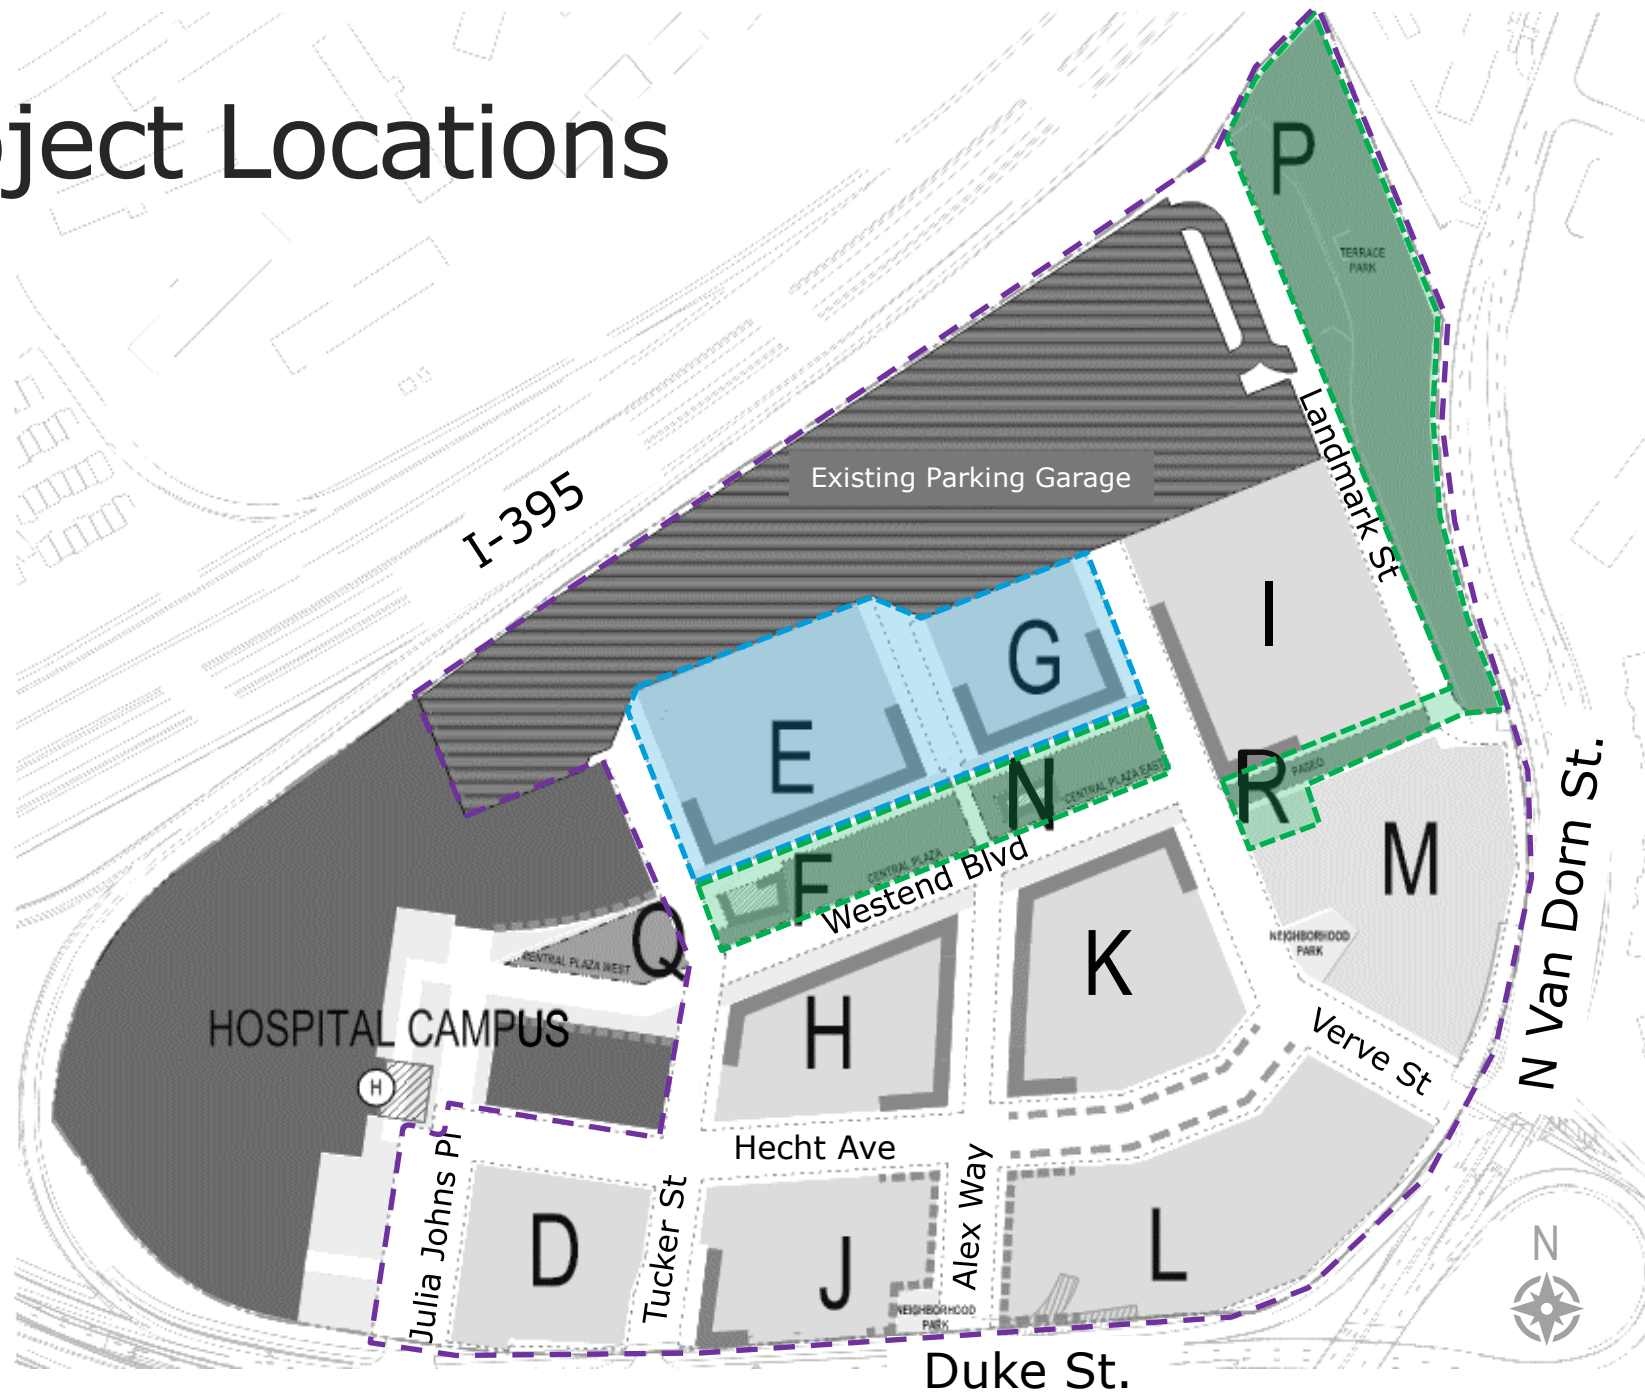 ject Locations
P
TERRACE
PARK
Landmark St
Existing Parking Garage
I-395
I
G
E
N
CENTRAL PLAZA EAST
R
PASEO
F
CENTRAL PLAZA
Westend Blvd
M
N Van Dorn St.
Q
CENTRAL PLAZA WEST
K
NEIGHBORHOOD
PARK
HOSPITAL CAMPUS
H
H
Verve St
Hecht Ave
Julia Johns Pl
D
Tucker St
J
Alex Way
L
N
NEIGHBORHOOD
PARK
Duke St.